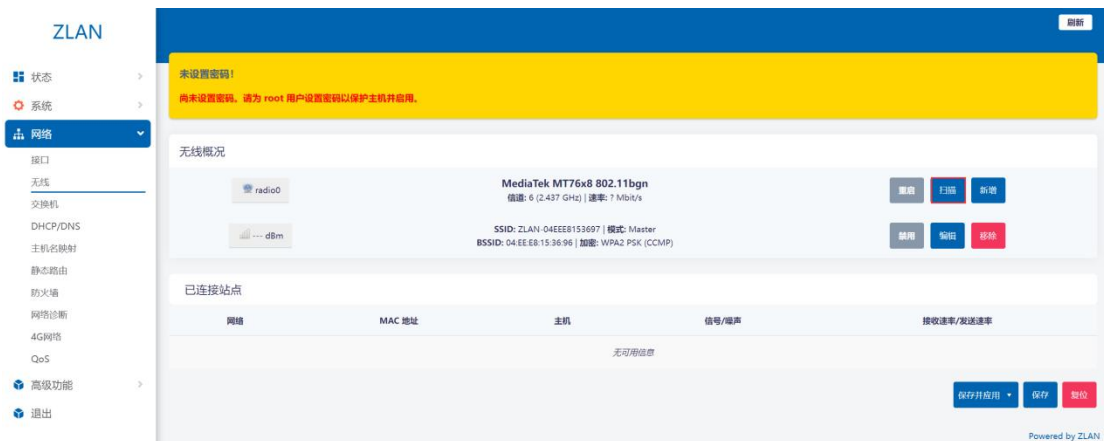 ZLAN
刷新
状态
系统
网络
接口
无线
交换机
DHCP/DNS
主机名映射
静态路由
防火墙
网络诊断
4G网络
QoS
高级功能
退出
未设置密码!
尚未设置密码。请为 root 用户设置密码以保护主机并启用。
无线概况
radio0
MediaTek MT76x8 802.11bgn
信道: 6 (2.437 GHz) | 速率: ? Mbit/s
重启 扫描 新增
--- dBm
SSID: ZLAN-04EEE8153697 | 模式: Master
BSSID: 04:EE:E8:15:36:96 | 加密: WPA2 PSK (CCMP)
禁用 编辑 移除
已连接站点
网络 MAC 地址 主机 信号/噪声 接收速率/发送速率
无可用信息
保存并应用 保存 复位
Powered by ZLAN